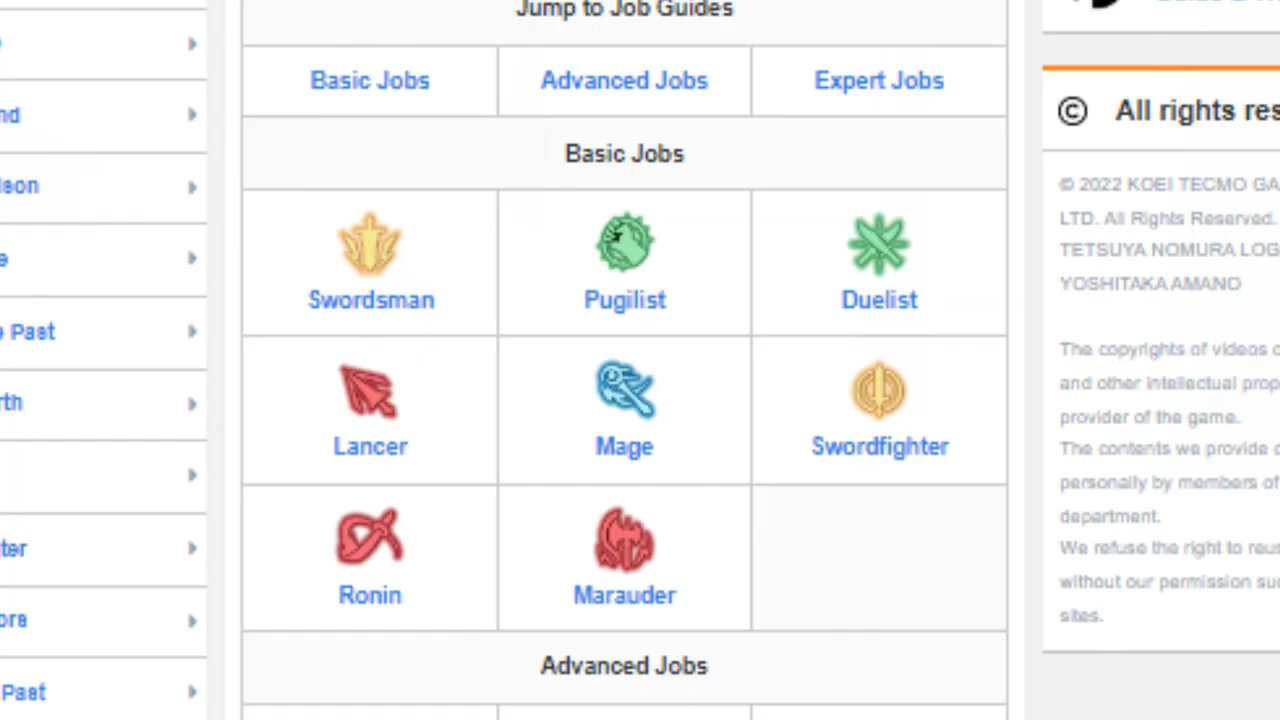 Jump to Job Guides
Basic Jobs Advanced Jobs Expert Jobs
Basic Jobs
Swordsman Pugilist Duelist
Lancer Mage Swordfighter
Ronin Marauder
Advanced Jobs
nd
e Past
rth
ter
ore
Past
© All rights res
© 2022 KOEI TECMO GA
LTD. All Rights Reserved.
TETSUYA NOMURA LOG
YOSHITAKA AMANO
The copyrights of videos o
and other intellectual prop
provider of the game.
The contents we provide o
personally by members of
department.
We refuse the right to reus
without our permission suc
sites.